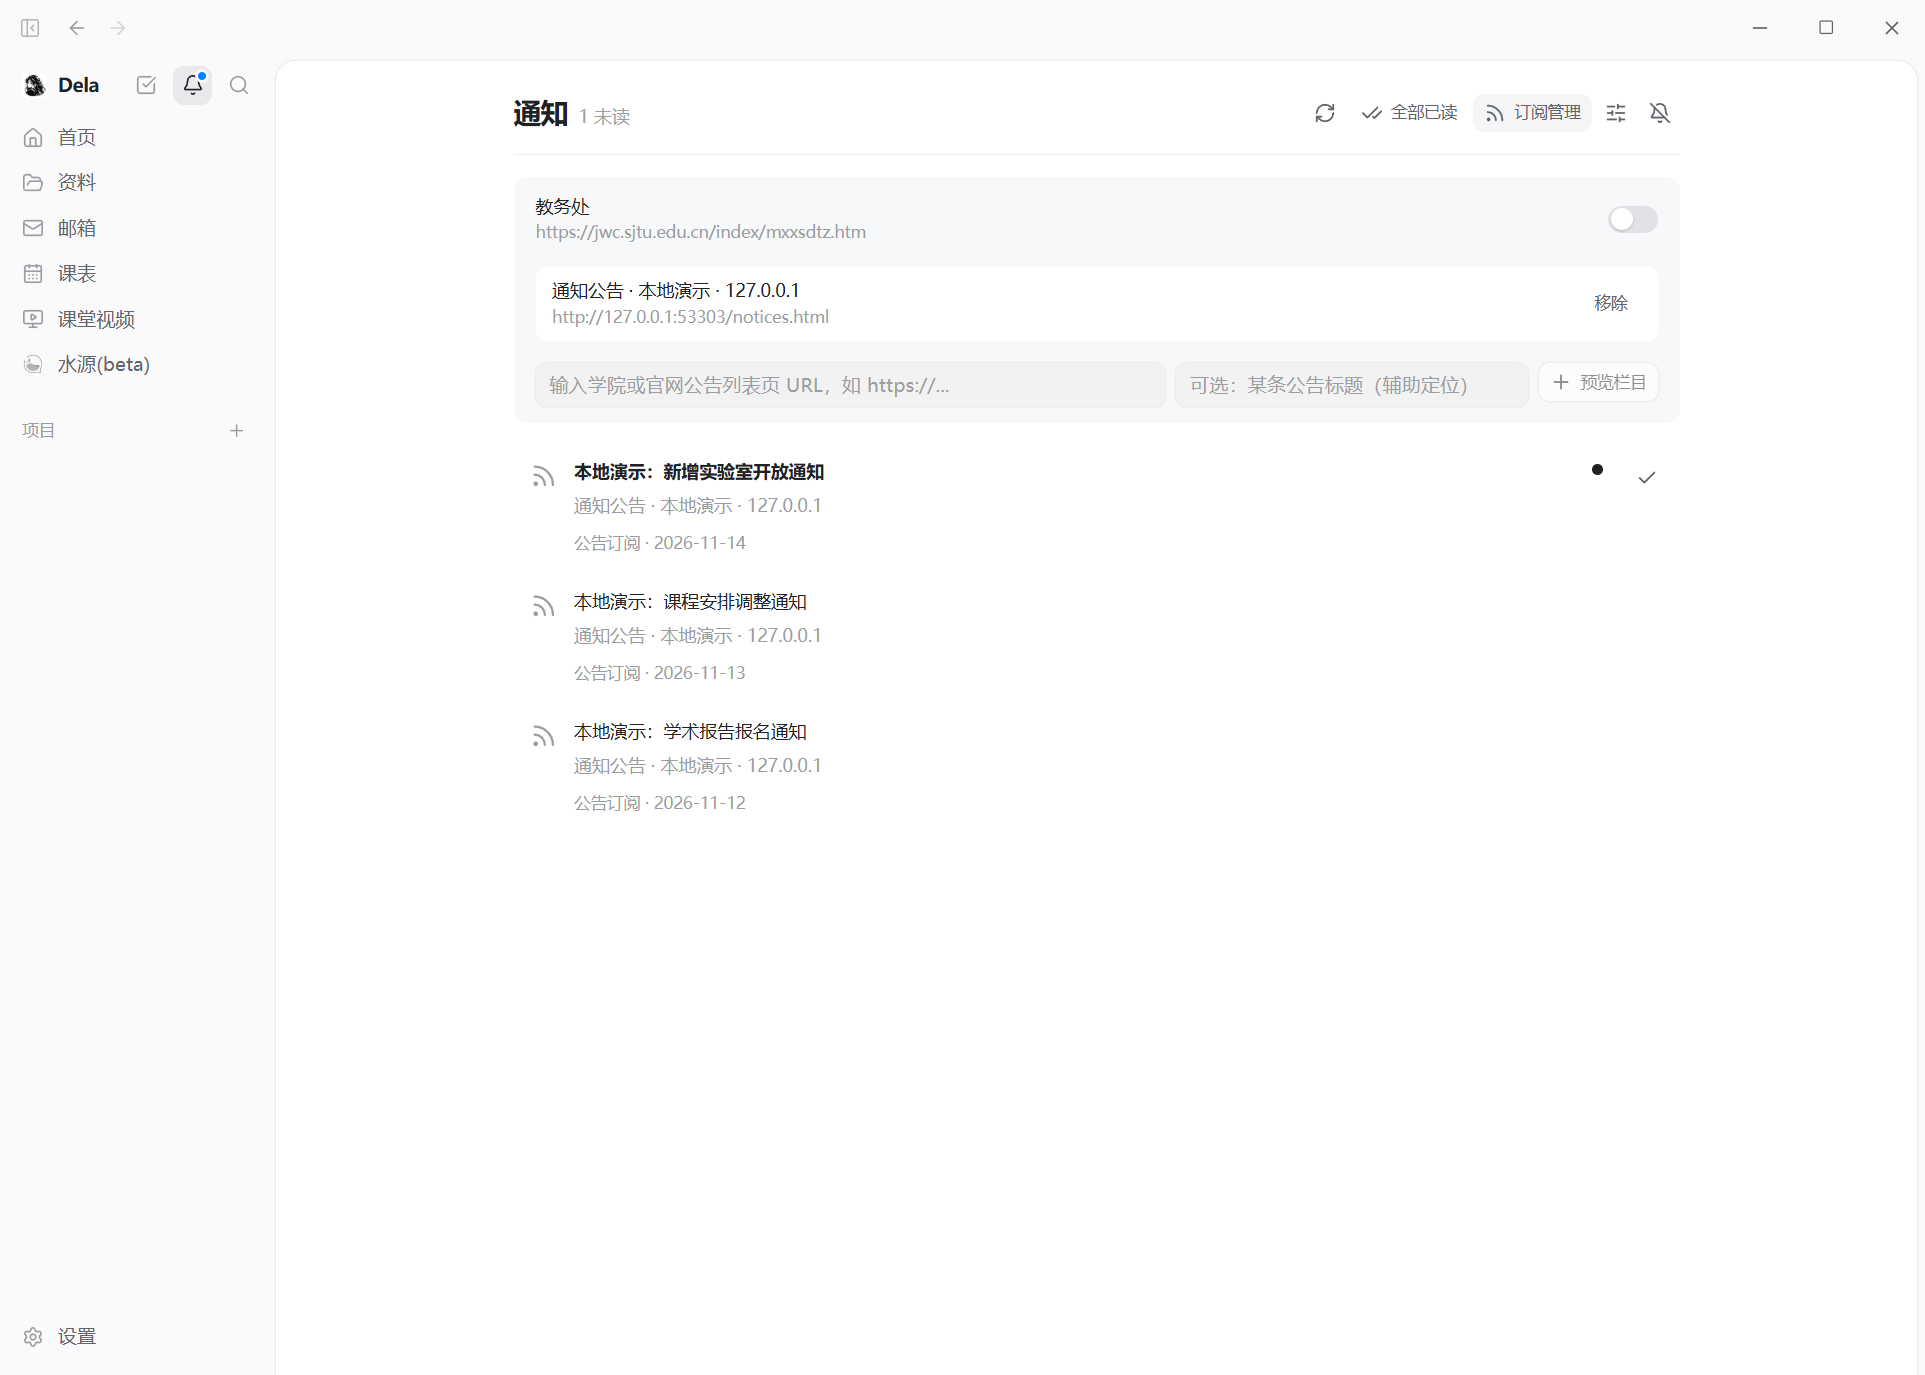 Dela
首页
资料
邮箱
课表
课堂视频
水源(beta)
项目
设置
通知 1 未读
全部已读
订阅管理
教务处
https://jwc.sjtu.edu.cn/index/mxxsdtz.htm
通知公告 · 本地演示 · 127.0.0.1
http://127.0.0.1:53303/notices.html
移除
输入学院或官网公告列表页 URL，如 https://...
可选：某条公告标题（辅助定位）
预览栏目
本地演示：新增实验室开放通知
通知公告 · 本地演示 · 127.0.0.1
公告订阅 · 2026-11-14
本地演示：课程安排调整通知
通知公告 · 本地演示 · 127.0.0.1
公告订阅 · 2026-11-13
本地演示：学术报告报名通知
通知公告 · 本地演示 · 127.0.0.1
公告订阅 · 2026-11-12